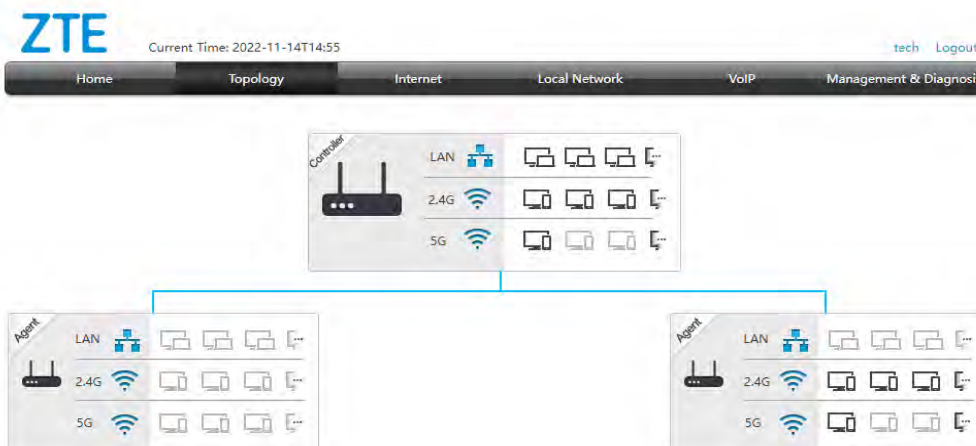 ZTE
Current Time: 2022-11-14T14:55
tech Logout
Home Topology Internet Local Network VoIP Management & Diagnosi
Controller
LAN
2.4G
5G
Agent
LAN
2.4G
5G
Agent
LAN
2.4G
5G